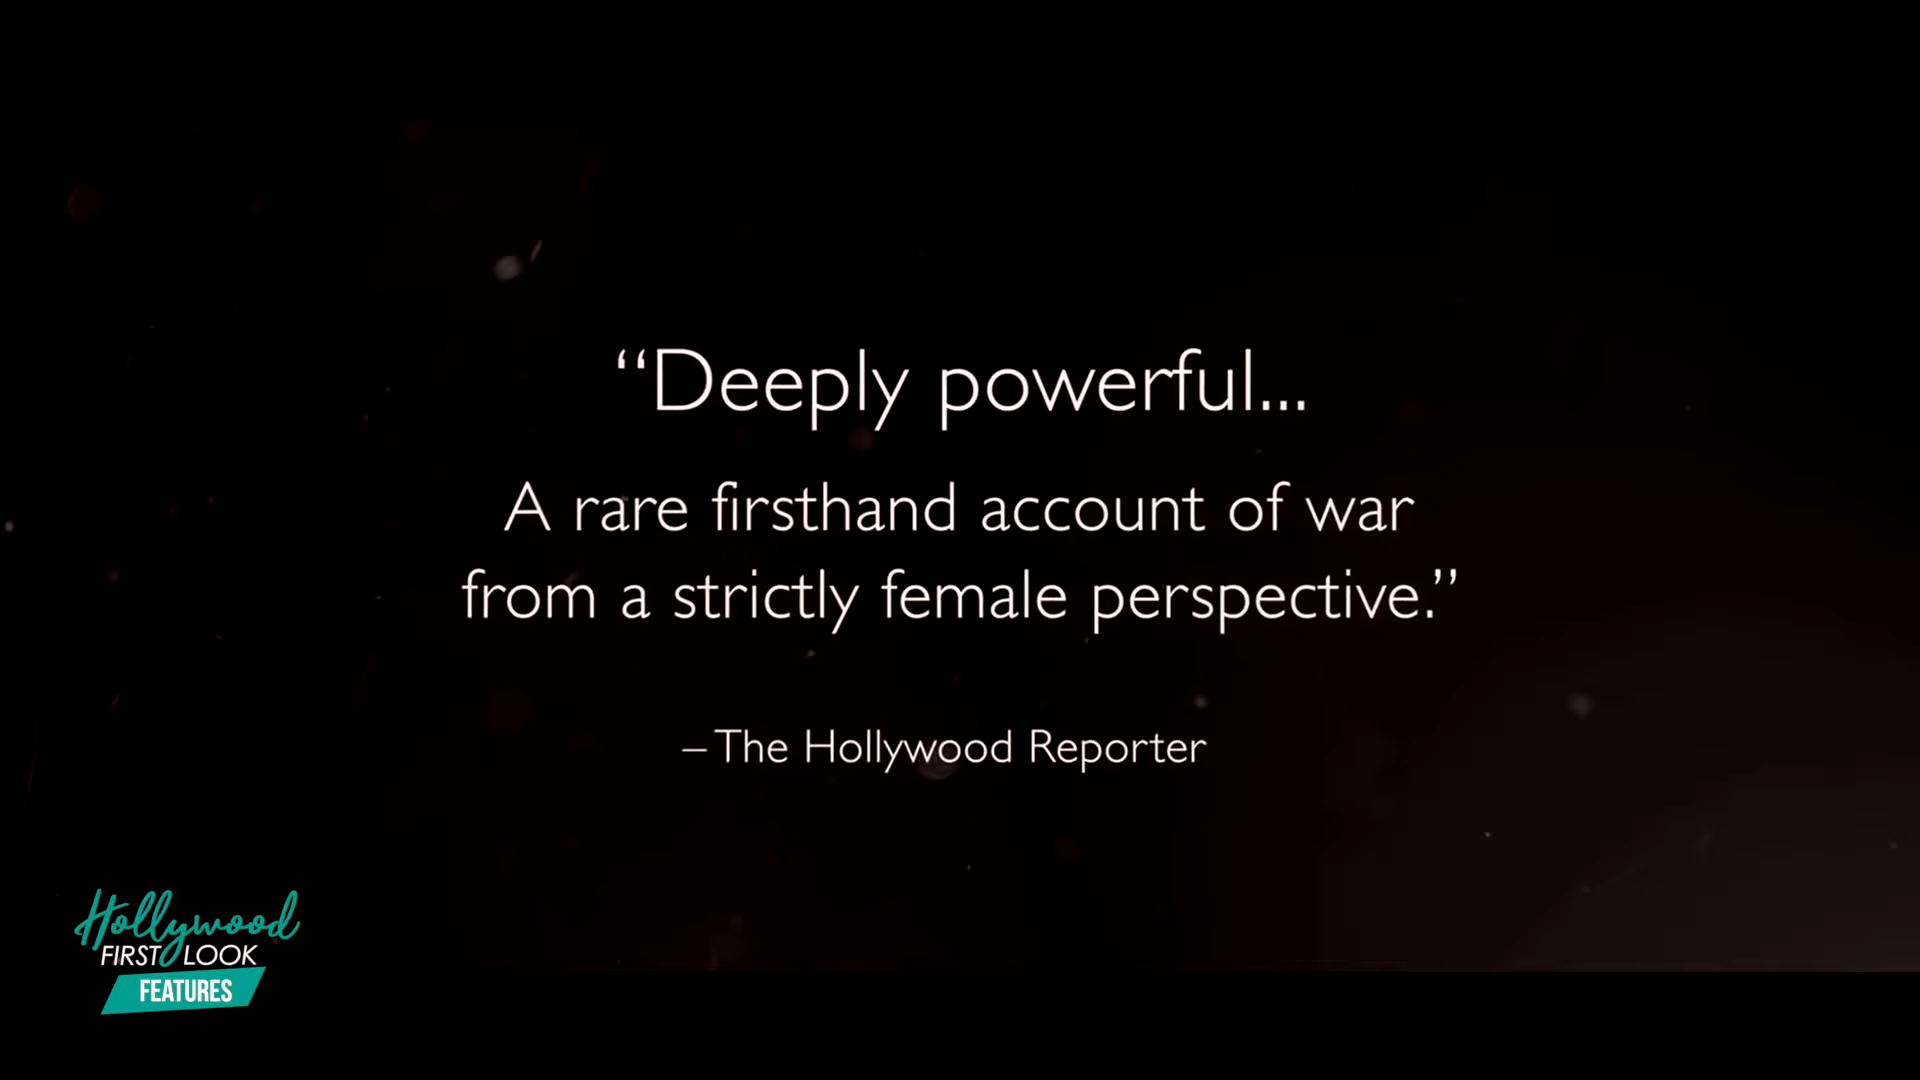 “Deeply powerful...
A rare firsthand account of war
from a strictly female perspective.”
– The Hollywood Reporter
Hollywood
FIRST LOOK
FEATURES